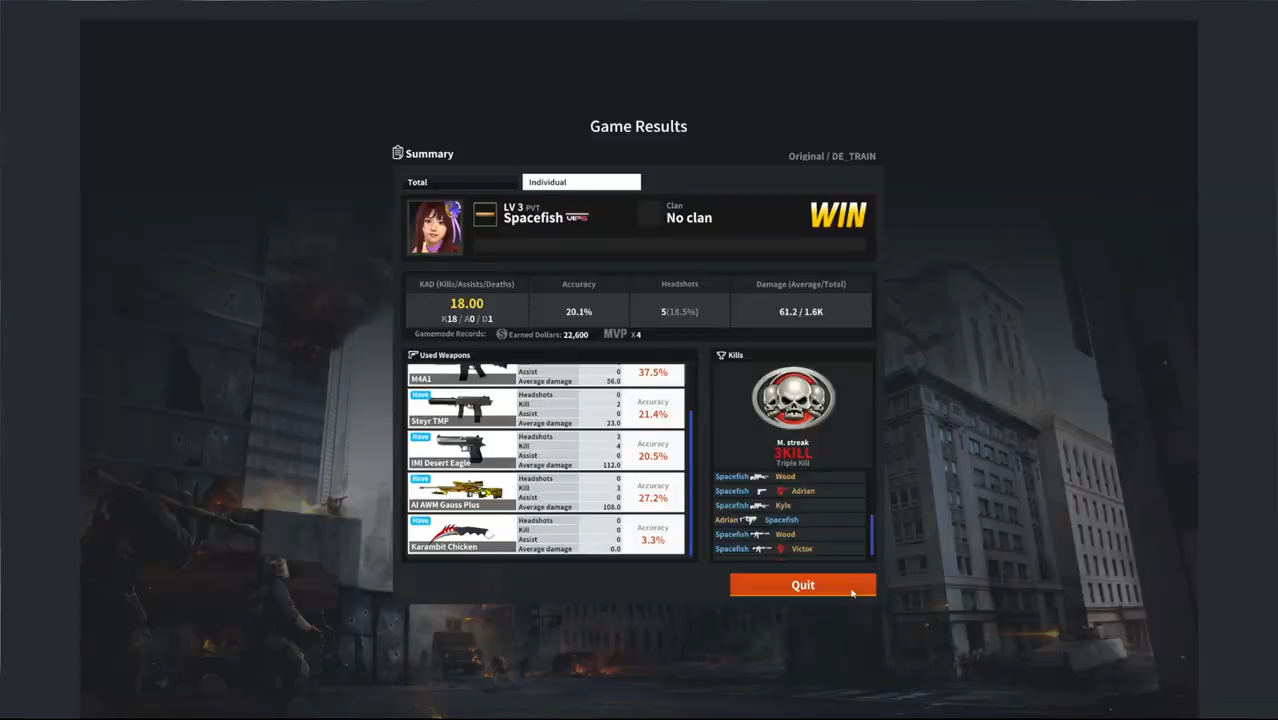 Game Results
Summary
Original / DE_TRAIN
Total
Individual
LV 3 PVT
Spacefish VIP
Clan
No clan
WIN
KAD (Kills/Assists/Deaths)
Accuracy
Headshots
Damage (Average/Total)
18.00
K18 / A0 / D1
20.1%
5(18.5%)
61.2 / 1.6K
Gamemode Records:
Earned Dollars: 22,600
MVP X4
Used Weapons
Kills
M4A1
Assist 0
Average damage 56.0
37.5%
Have
Steyr TMP
Headshots 0
Kill 2
Assist 0
Average damage 23.0
Accuracy
21.4%
Have
IMI Desert Eagle
Headshots 3
Kill 4
Assist 0
Average damage 112.0
Accuracy
20.5%
Have
AI AWM Gauss Plus
Headshots 0
Kill 3
Assist 0
Average damage 108.0
Accuracy
27.2%
Have
Karambit Chicken
Headshots 0
Kill 0
Assist 0
Average damage 0.0
Accuracy
3.3%
M. streak
3KILL
Triple Kill
Spacefish Wood
Spacefish Adrian
Spacefish Kyle
Adrian Spacefish
Spacefish Wood
Spacefish Victor
Quit